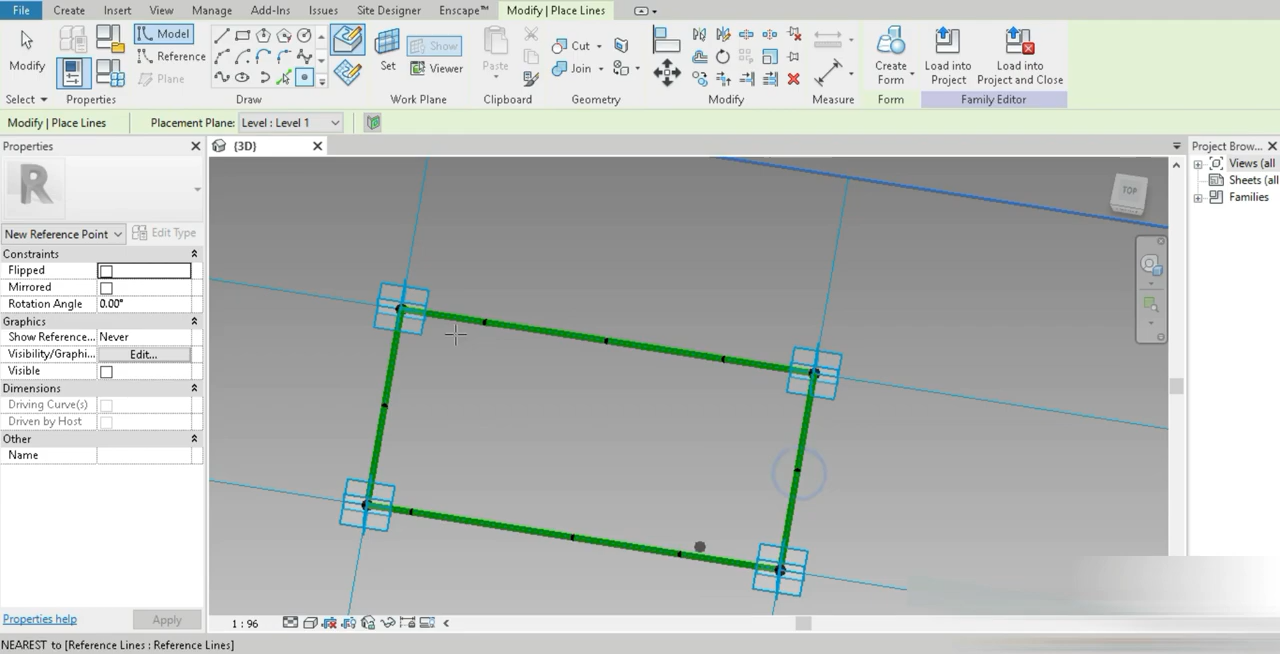 File Create Insert View Manage Add-Ins Issues Site Designer Enscape™ Modify | Place Lines
Modify
Model
Reference
Plane
Set
Show
Viewer
Paste
Cut
Join
Create Form
Load into Project
Load into Project and Close
Select Properties Draw Work Plane Clipboard Geometry Modify Measure Form Family Editor
Modify | Place Lines Placement Plane: Level : Level 1
Properties
{3D}
Project Brow...
Views (all
Sheets (all
Families
TOP
R
New Reference Point Edit Type
Constraints
Flipped
Mirrored
Rotation Angle 0.00°
Graphics
Show Reference... Never
Visibility/Graphi... Edit...
Visible
Dimensions
Driving Curve(s)
Driven by Host
Other
Name
Properties help Apply
1 : 96
NEAREST to [Reference Lines : Reference Lines]